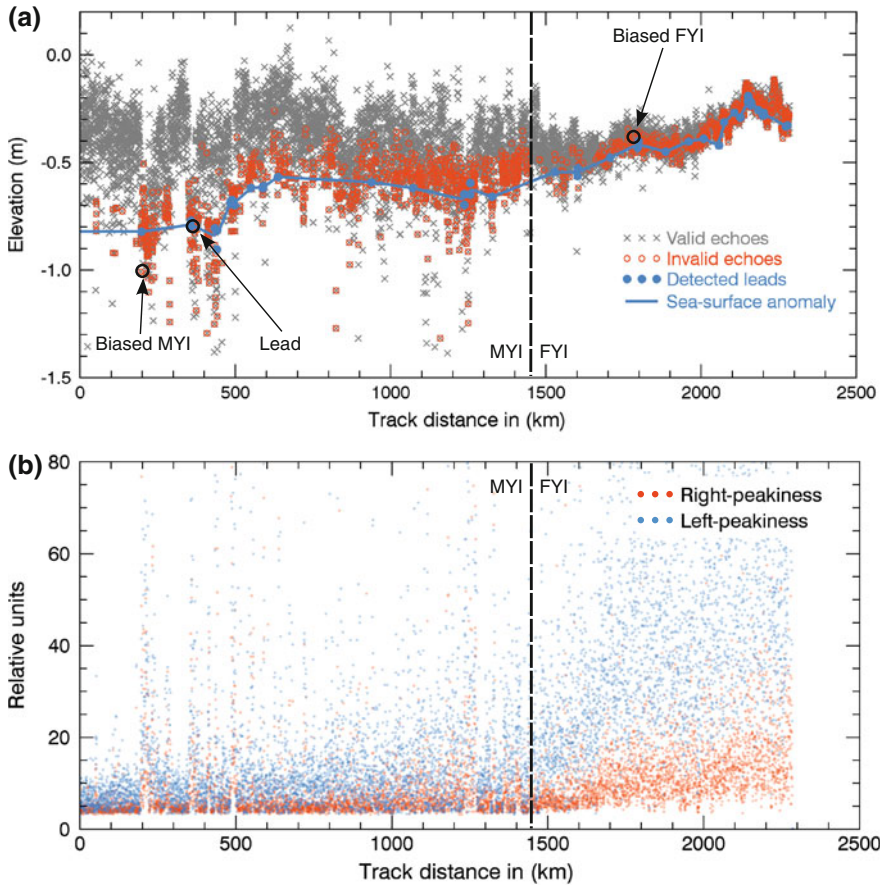 (a)
Biased FYI
0.0
-0.5
-1.0
-1.5
Elevation (m)
Valid echoes
Invalid echoes
Detected leads
Sea-surface anomaly
Biased MYI
Lead
MYI FYI
0 500 1000 1500 2000 2500
Track distance in (km)
(b)
80
60
40
20
0
Relative units
MYI FYI
Right-peakiness
Left-peakiness
0 500 1000 1500 2000 2500
Track distance in (km)